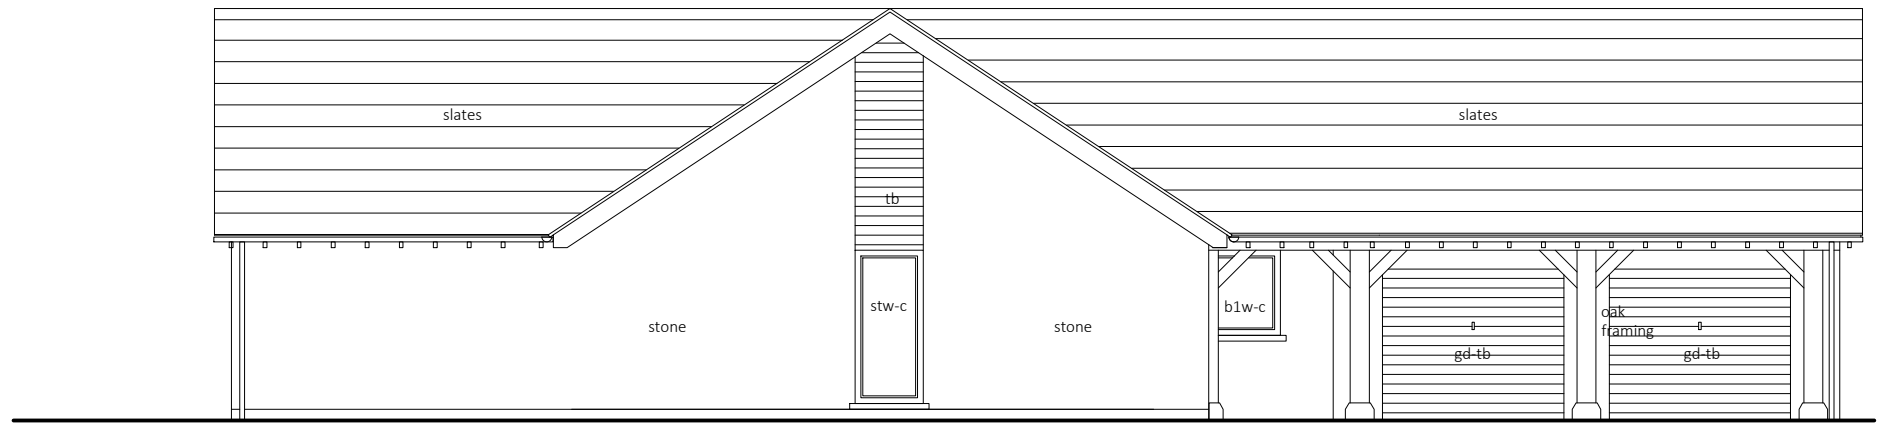 slates
slates
tb
stw-c
b1w-c
stone
stone
oak
framing
gd-tb
gd-tb